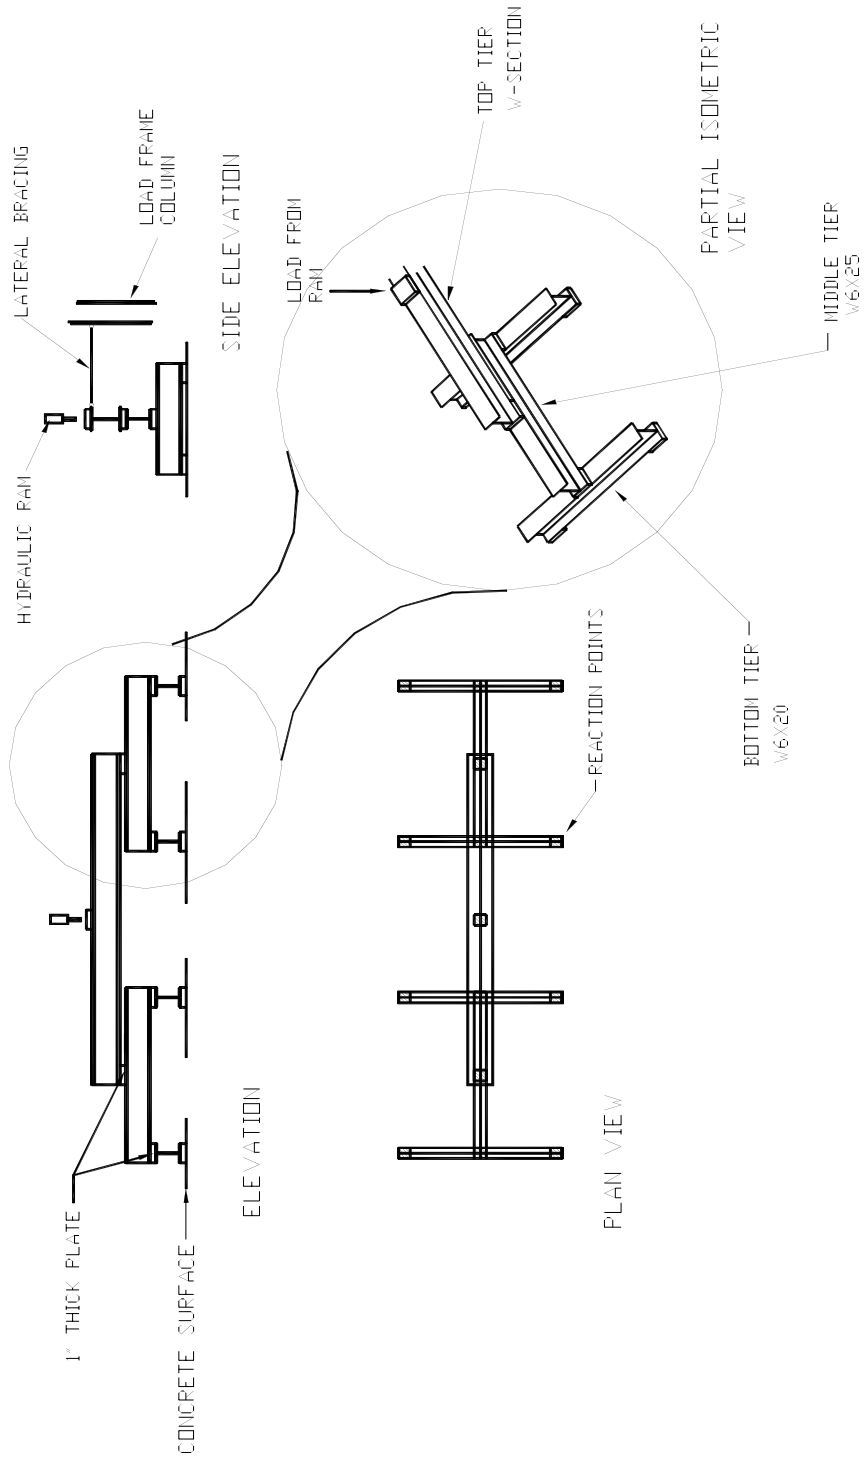 1" THICK PLATE
CONCRETE SURFACE
ELEVATION
HYDRAULIC RAM
LATERAL BRACING
LOAD FRAME
COLUMN
SIDE ELEVATION
PLAN VIEW
REACTION POINTS
LOAD FROM
RAM
TOP TIER
W-SECTION
PARTIAL ISOMETRIC
VIEW
MIDDLE TIER
W6X25
BOTTOM TIER
W6X20